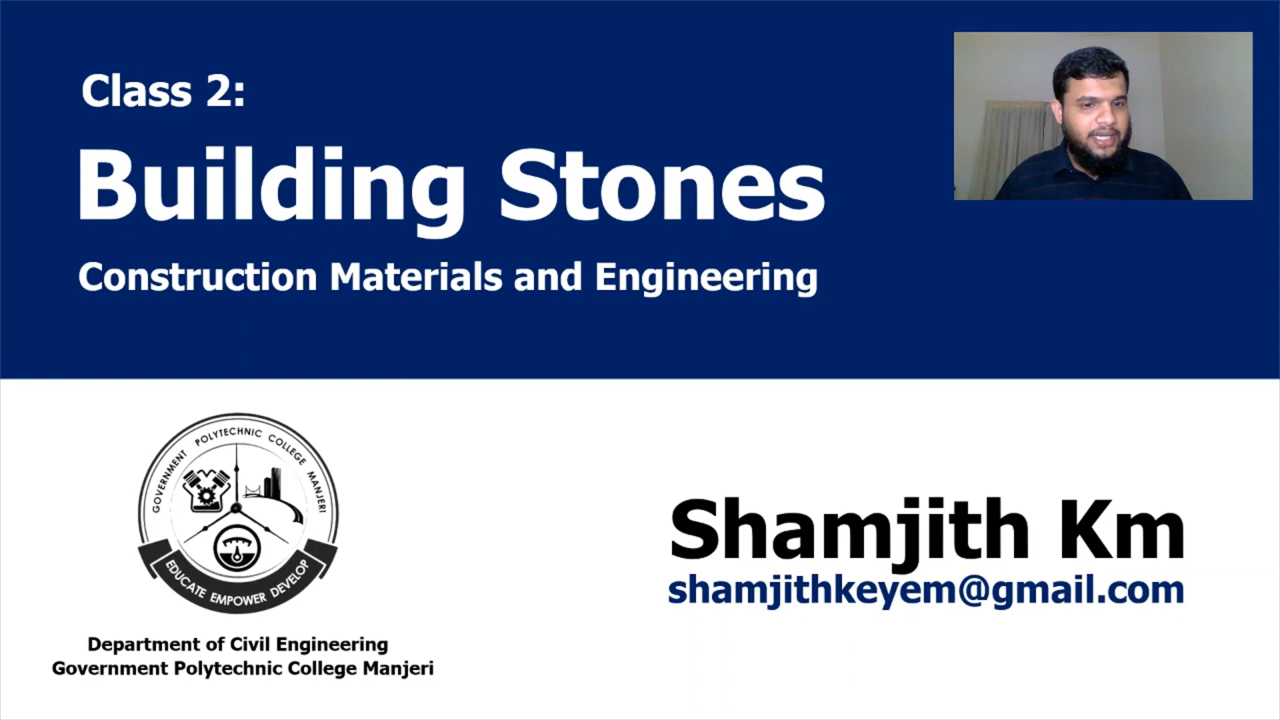 Class 2:
Building Stones
Construction Materials and Engineering
GOVERNMENT POLYTECHNIC COLLEGE MANJERI
EDUCATE EMPOWER DEVELOP
Department of Civil Engineering
Government Polytechnic College Manjeri
Shamjith Km
shamjithkeyem@gmail.com